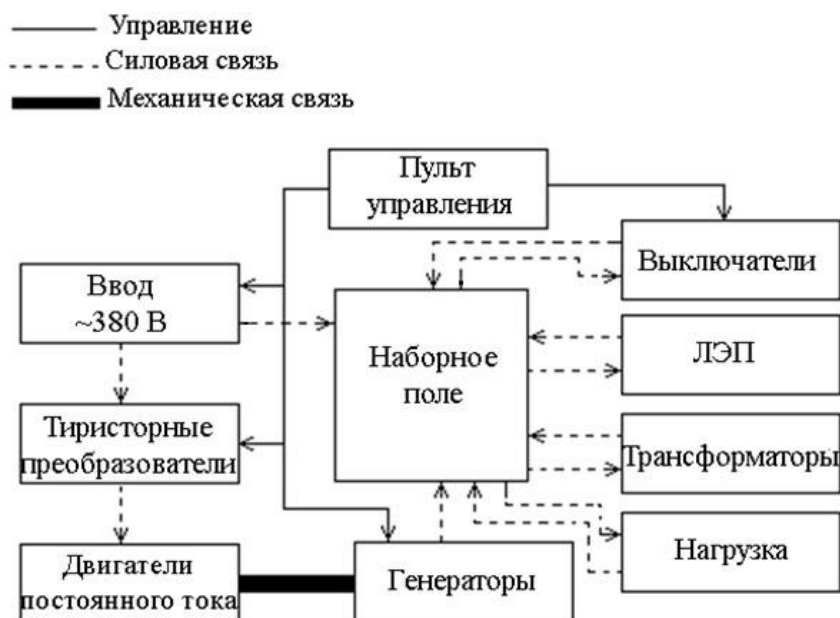 Управление
Силовая связь
Механическая связь
Пульт
управления
Выключатели
Ввод
~380 В
Наборное
поле
ЛЭП
Тиристорные
преобразователи
Трансформаторы
Нагрузка
Двигатели
постоянного тока
Генераторы